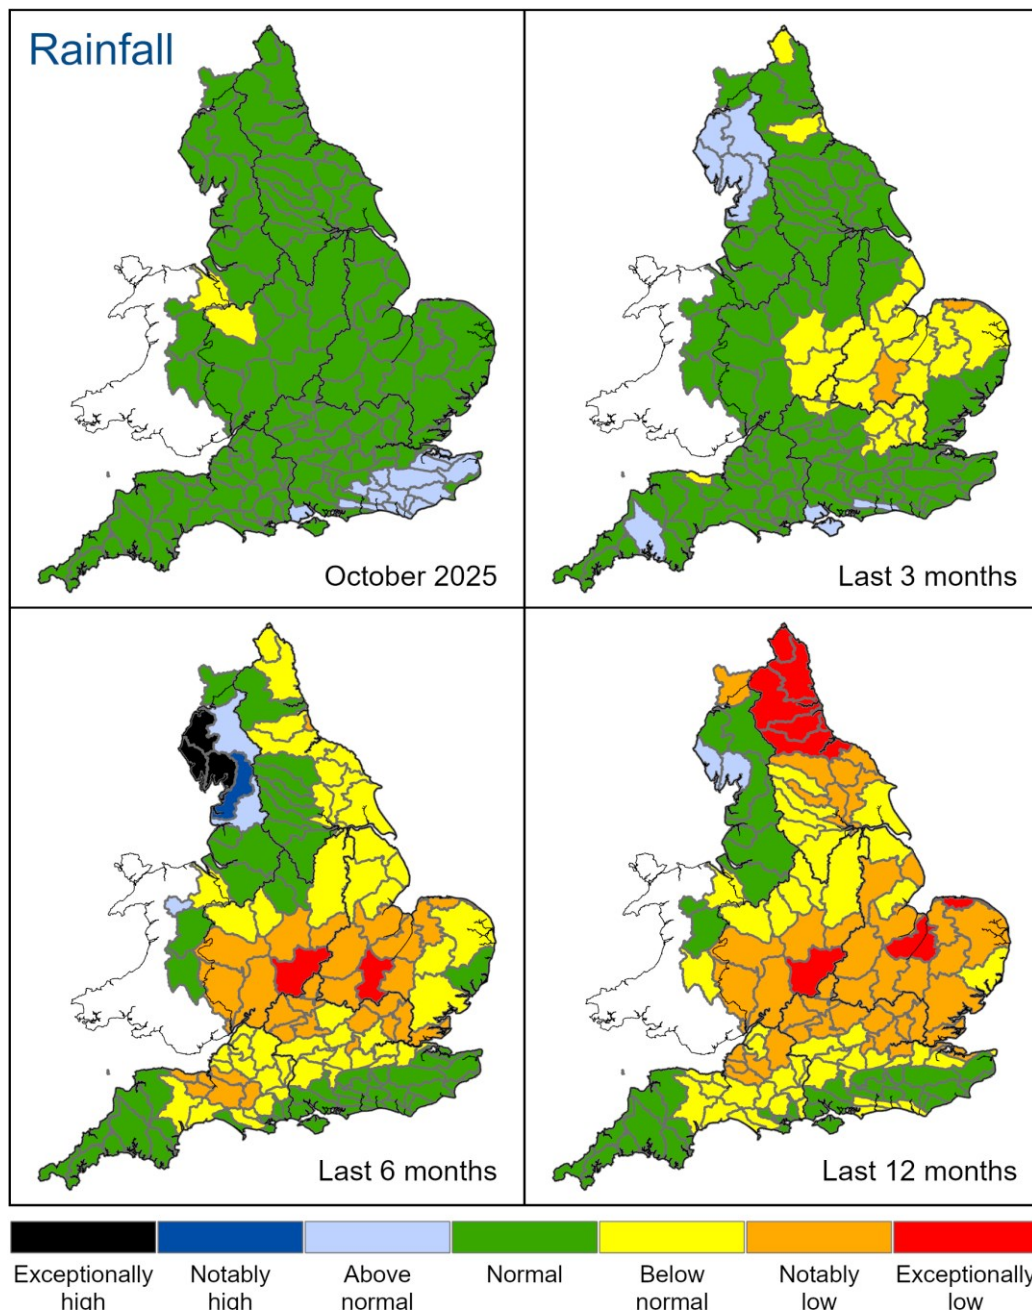 Rainfall
October 2025
Last 3 months
Last 6 months
Last 12 months
Exceptionally high
Notably high
Above normal
Normal
Below normal
Notably low
Exceptionally low